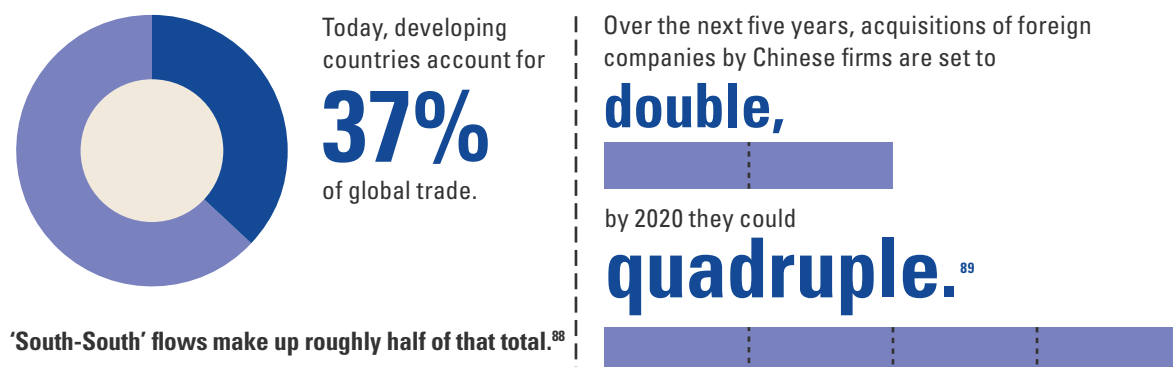 Today, developing
countries account for
37%
of global trade.
‘South-South’ flows make up roughly half of that total.88
Over the next five years, acquisitions of foreign
companies by Chinese firms are set to
double,
by 2020 they could
quadruple.89